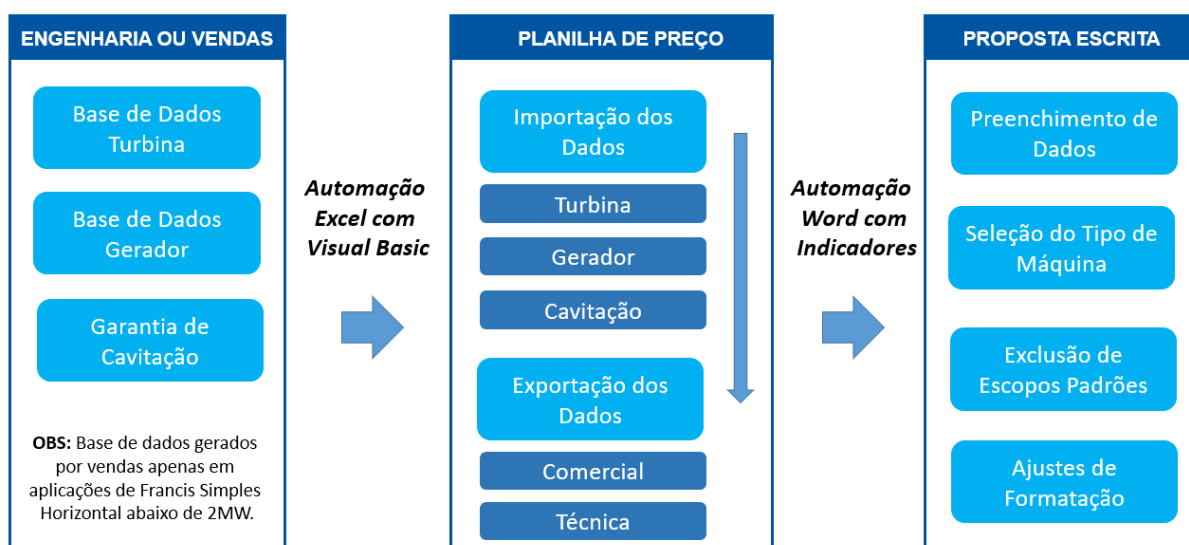 ENGENHARIA OU VENDAS
Base de Dados
Turbina
Base de Dados
Gerador
Garantia de
Cavitação
OBS: Base de dados gerados
por vendas apenas em
aplicações de Francis Simples
Horizontal abaixo de 2MW.
Automação
Excel com
Visual Basic
PLANILHA DE PREÇO
Importação dos
Dados
Turbina
Gerador
Cavitação
Exportação dos
Dados
Comercial
Técnica
Automação
Word com
Indicadores
PROPOSTA ESCRITA
Preenchimento de
Dados
Seleção do Tipo de
Máquina
Exclusão de
Escopos Padrões
Ajustes de
Formatação